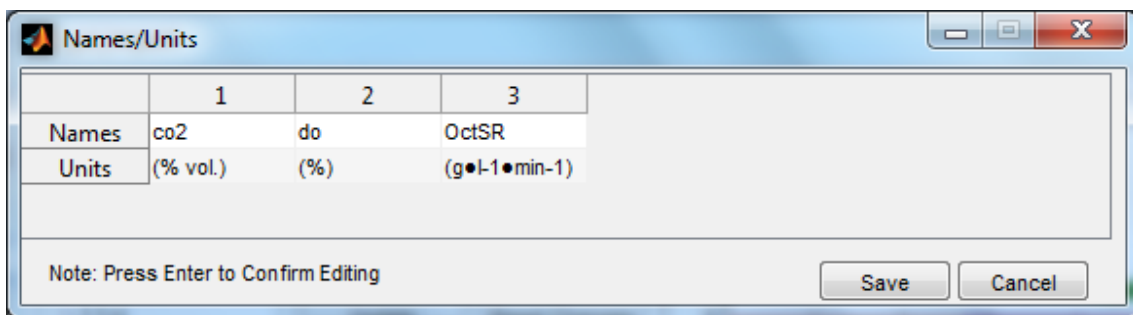 Names/Units
1 2 3
Names co2 do OctSR
Units (% vol.) (%) (g●l-1●min-1)
Note: Press Enter to Confirm Editing
Save Cancel